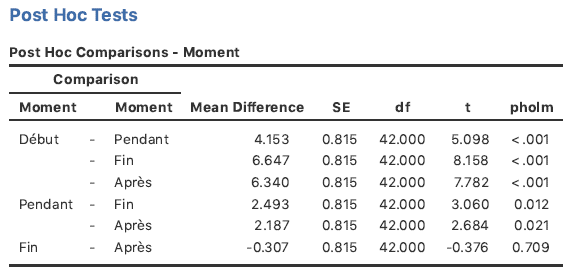 Post Hoc Tests
Post Hoc Comparisons - Moment
Comparison
Moment Moment Mean Difference SE df t pholm
Début - Pendant 4.153 0.815 42.000 5.098 < .001
- Fin 6.647 0.815 42.000 8.158 < .001
- Après 6.340 0.815 42.000 7.782 < .001
Pendant - Fin 2.493 0.815 42.000 3.060 0.012
- Après 2.187 0.815 42.000 2.684 0.021
Fin - Après -0.307 0.815 42.000 -0.376 0.709